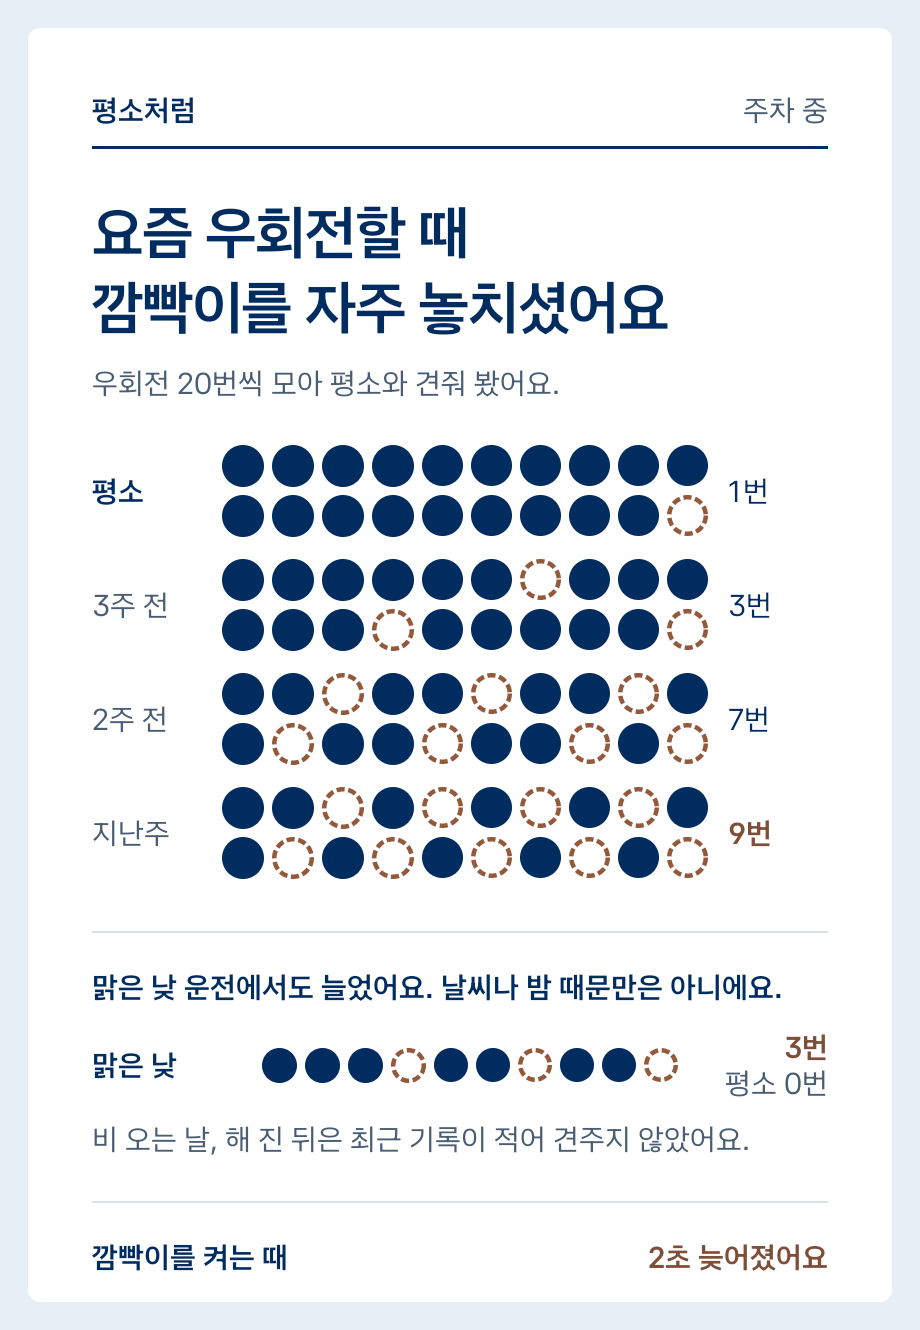 평소처럼
주차 중
요즘 우회전할 때
깜빡이를 자주 놓치셨어요
우회전 20번씩 모아 평소와 견줘 봤어요.
평소
1번
3주 전
3번
2주 전
7번
지난주
9번
맑은 낮 운전에서도 늘었어요. 날씨나 밤 때문만은 아니에요.
맑은 낮
3번
평소 0번
비 오는 날, 해 진 뒤은 최근 기록이 적어 견주지 않았어요.
깜빡이를 켜는 때
2초 늦어졌어요